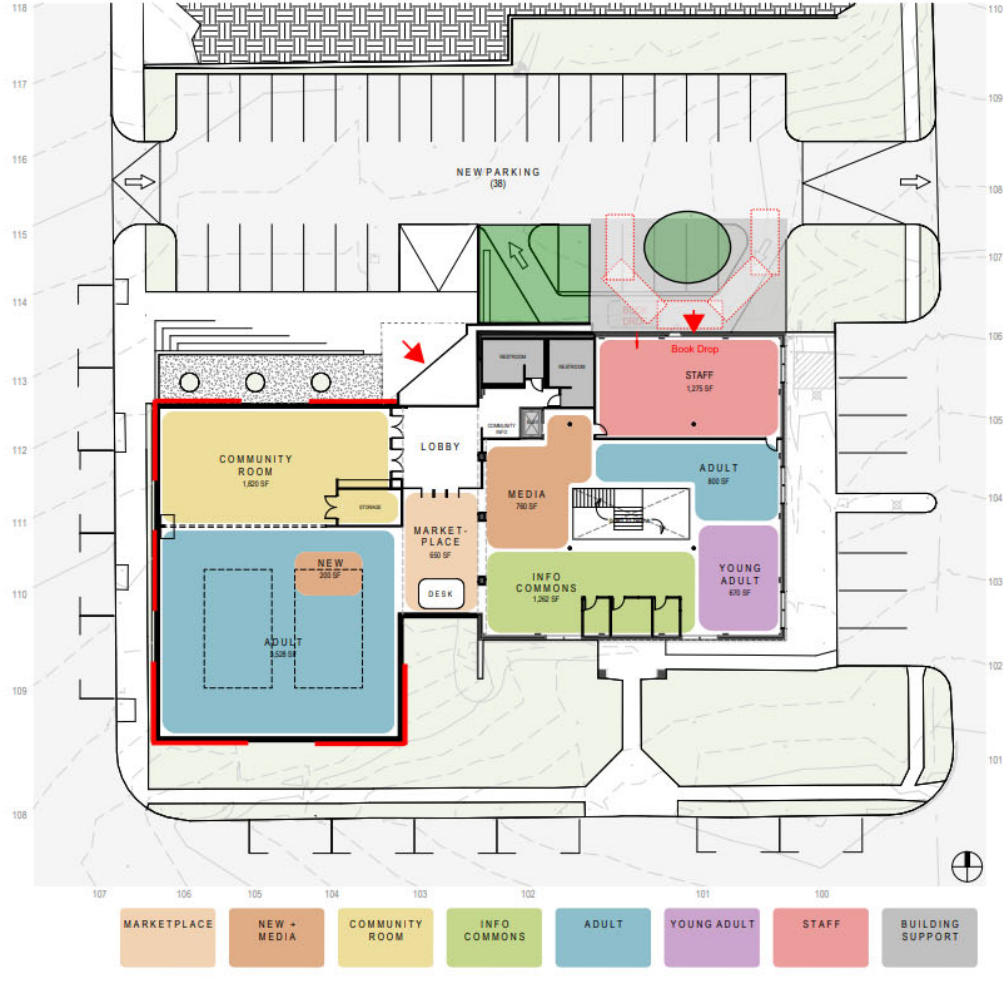 118
110
117
109
116
NEW PARKING
(38)
108
115
107
114
BOOK
DROP
106
Book Drop
RESTROOM
RESTROOM
STAFF
1,275 SF
113
105
COMMUNITY
INFO
LOBBY
112
COMMUNITY
ROOM
1,620 SF
ADULT
800 SF
MEDIA
760 SF
104
STORAGE
111
MARKET-
PLACE
650 SF
NEW
200 SF
INFO
COMMONS
1,262 SF
YOUNG
ADULT
670 SF
103
DESK
110
ADULT
3,528 SF
102
109
101
108
107
106
105
104
103
102
101
100
MARKETPLACE
NEW +
MEDIA
COMMUNITY
ROOM
INFO
COMMONS
ADULT
YOUNG ADULT
STAFF
BUILDING
SUPPORT